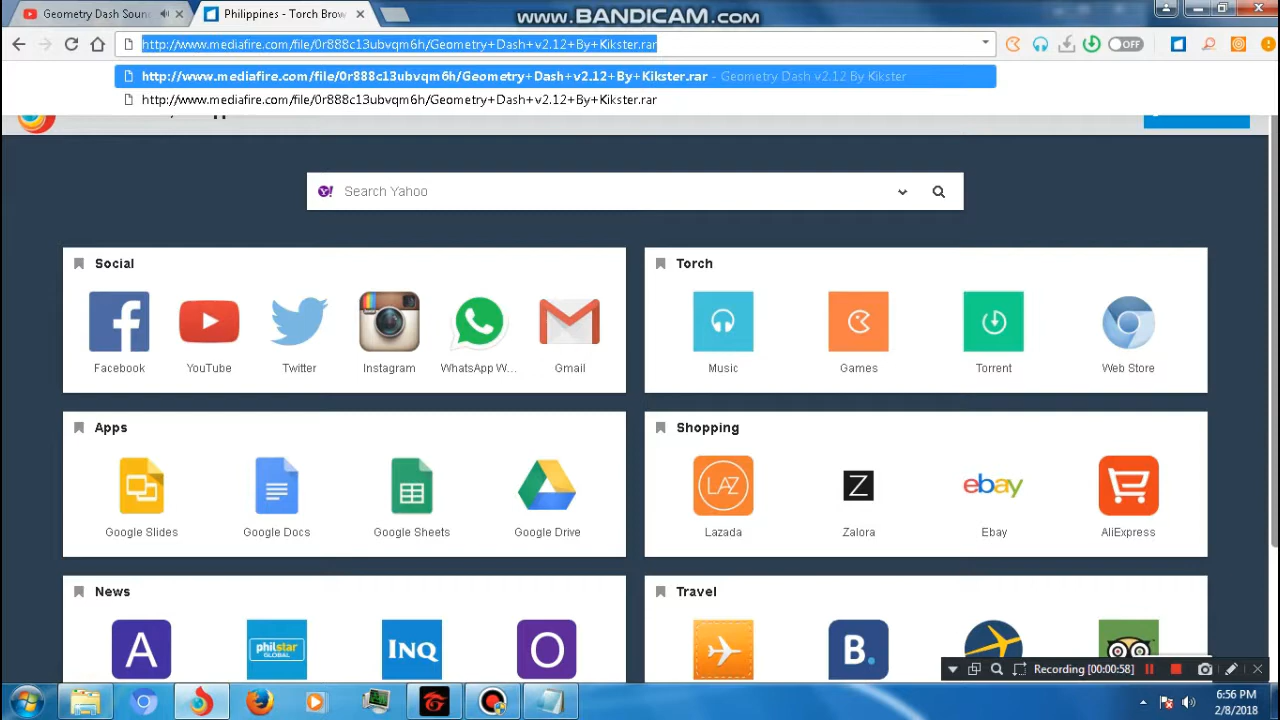 Geometry Dash Soun
Philippines - Torch Brow
www.BANDICAM.com
http://www.mediafire.com/file/0r888c13ubvqm6h/Geometry+Dash+v2.12+By+Kikster.rar
OFF
http://www.mediafire.com/file/0r888c13ubvqm6h/Geometry+Dash+v2.12+By+Kikster.rar - Geometry Dash v2.12 By Kikster
http://www.mediafire.com/file/0r888c13ubvqm6h/Geometry+Dash+v2.12+By+Kikster.rar
Search Yahoo
Social
Facebook
YouTube
Twitter
Instagram
WhatsApp W...
Gmail
Torch
Music
Games
Torrent
Web Store
Apps
Google Slides
Google Docs
Google Sheets
Google Drive
Shopping
LAZ
Z
ebay
Lazada
Zalora
Ebay
AliExpress
News
A
philstar
GLOBAL
INQ
O
Travel
B.
Recording [00:00:58]
6:56 PM
2/8/2018